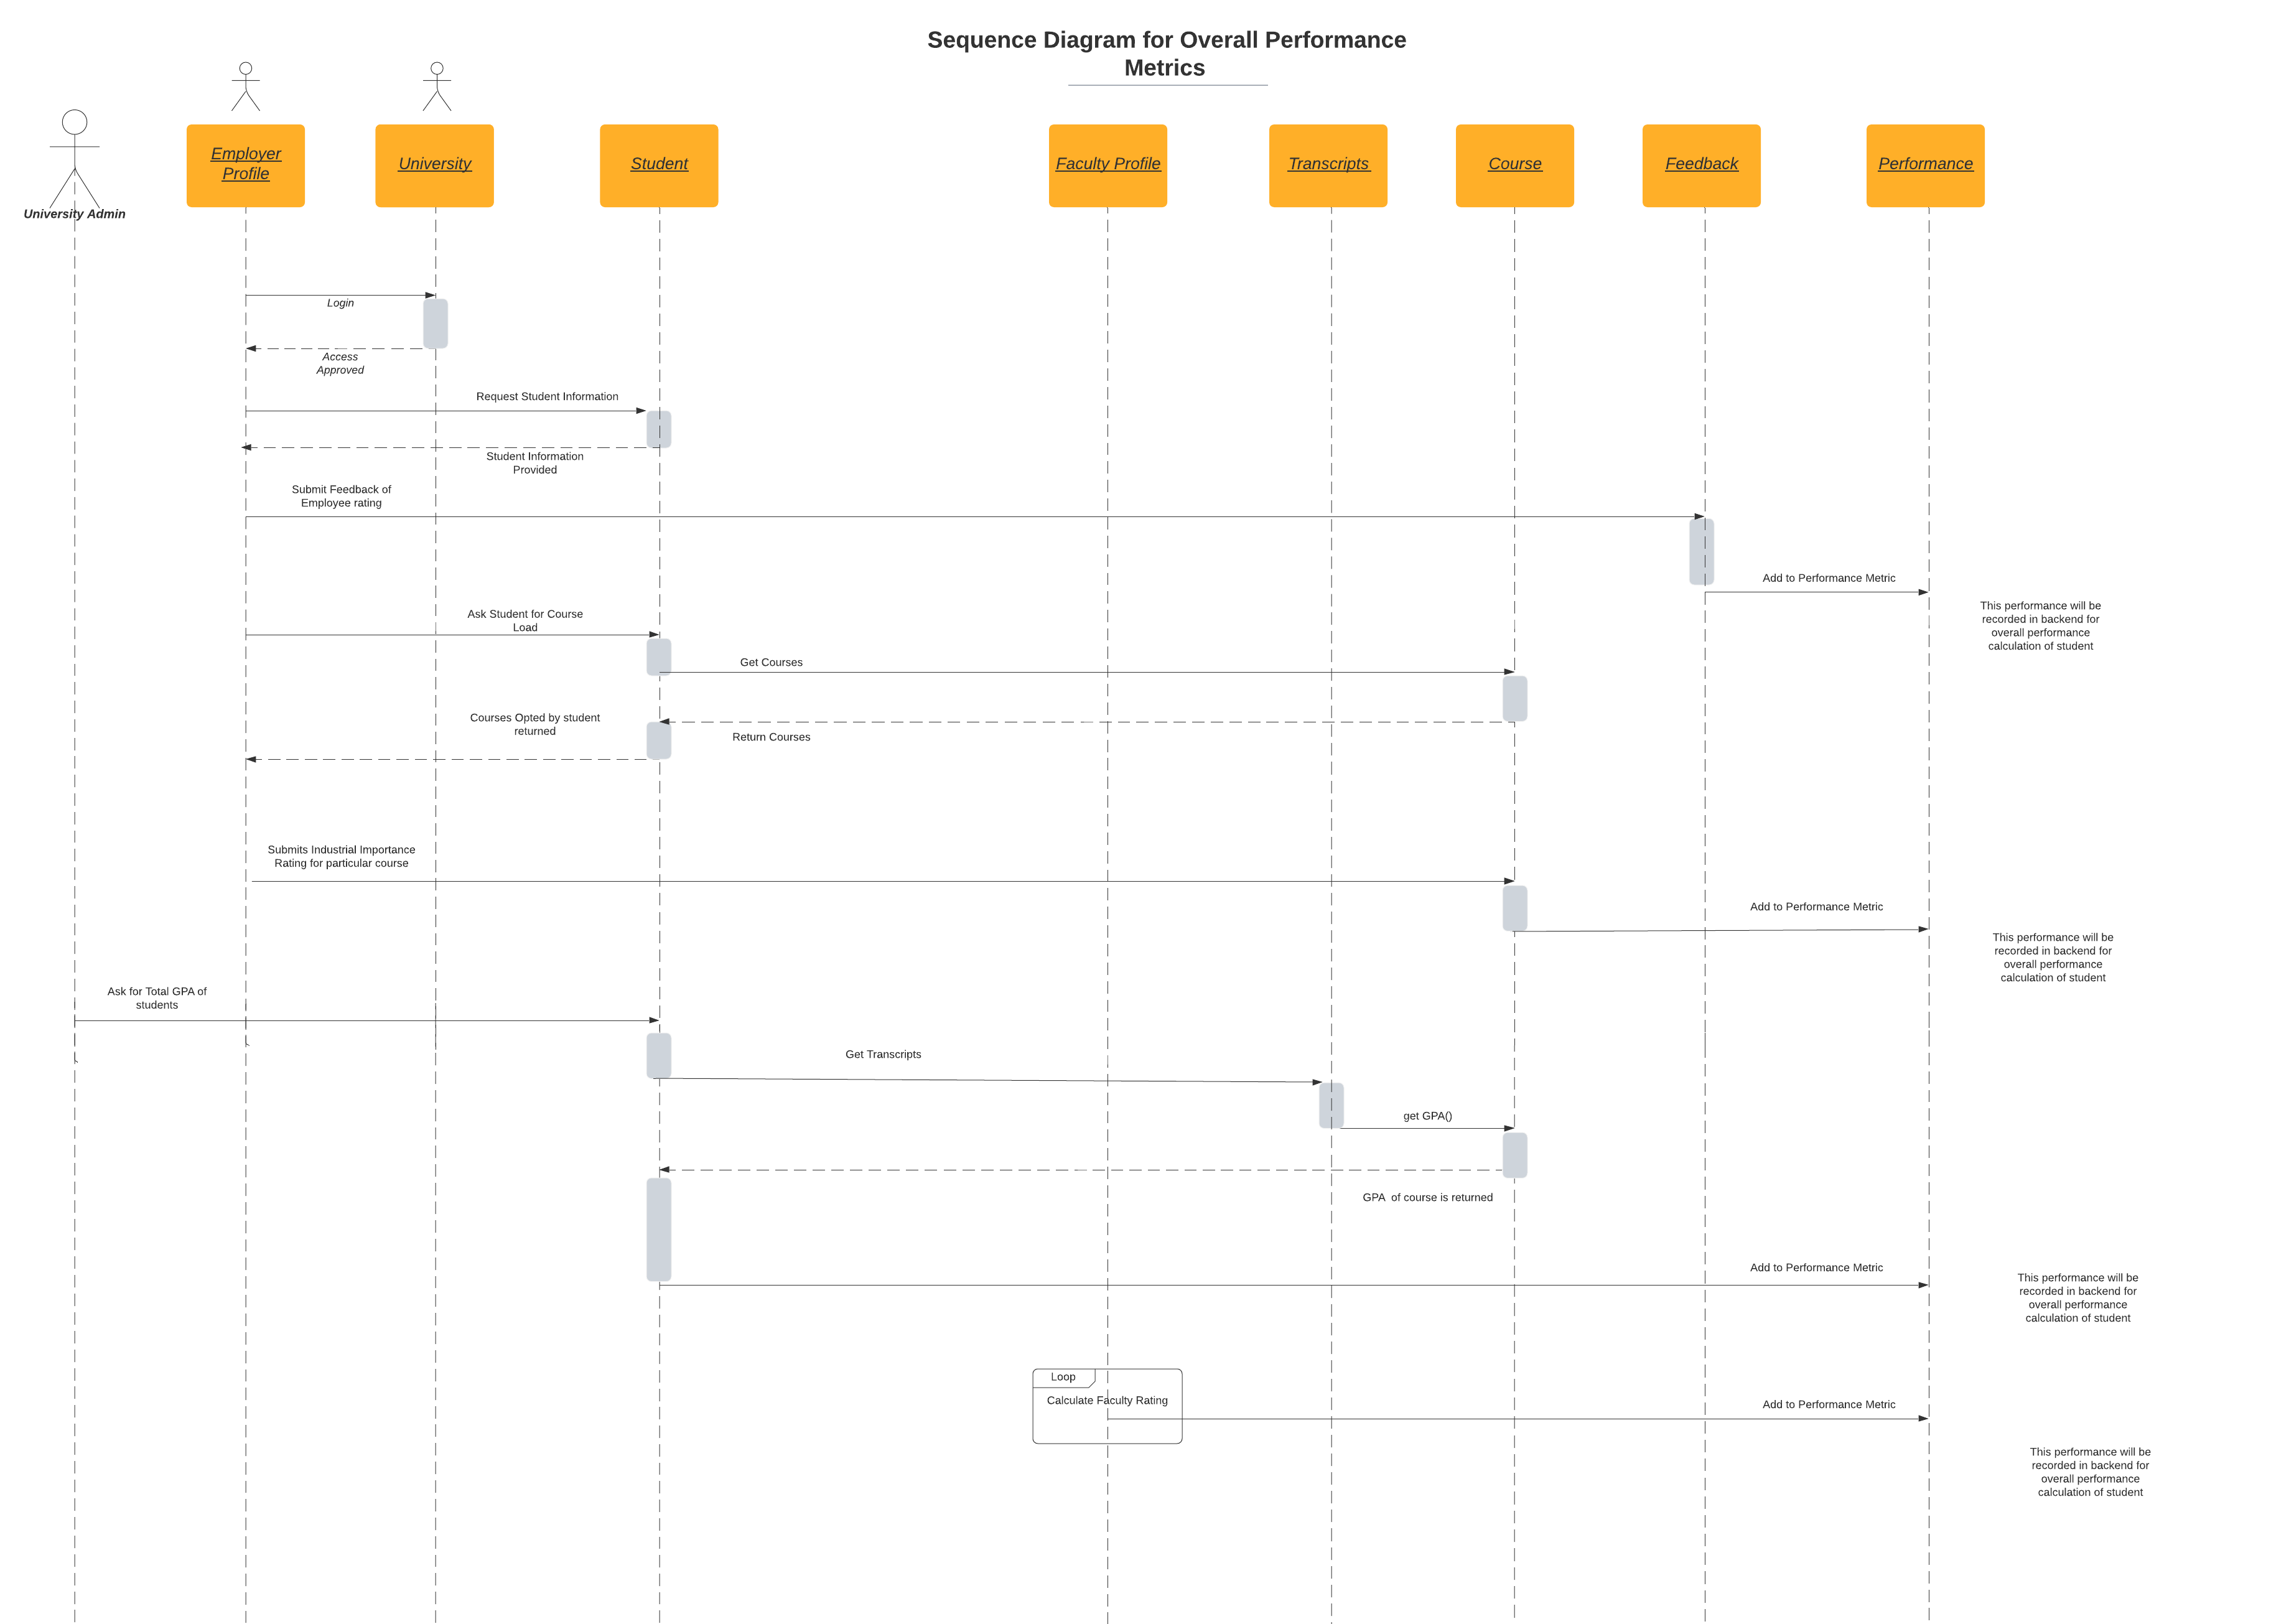 Sequence Diagram for Overall Performance
Metrics
Employer
Profile
University
Student
Faculty Profile
Transcripts
Course
Feedback
Performance
University Admin
Login
Access
Approved
Request Student Information
Student Information
Provided
Submit Feedback of
Employee rating
Add to Performance Metric
This performance will be
recorded in backend for
overall performance
calculation of student
Ask Student for Course
Load
Get Courses
Courses Opted by student
returned
Return Courses
Submits Industrial Importance
Rating for particular course
Add to Performance Metric
This performance will be
recorded in backend for
overall performance
calculation of student
Ask for Total GPA of
students
Get Transcripts
get GPA()
GPA  of course is returned
Add to Performance Metric
This performance will be
recorded in backend for
overall performance
calculation of student
Loop
Calculate Faculty Rating
Add to Performance Metric
This performance will be
recorded in backend for
overall performance
calculation of student